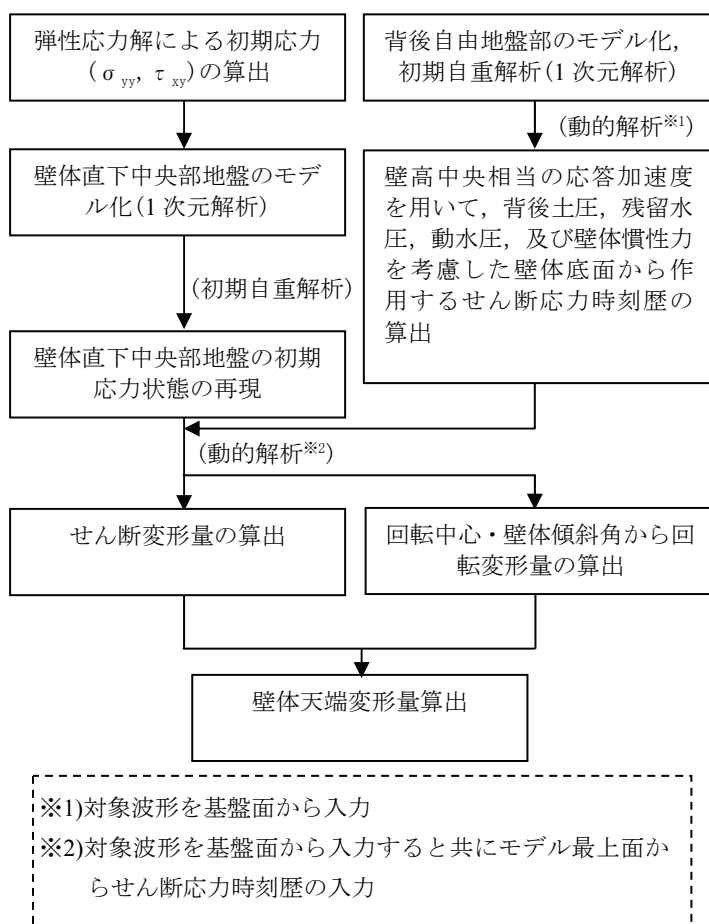 弾性応力解による初期応力
(σyy, τxy)の算出
背後自由地盤部のモデル化,
初期自重解析(1次元解析)
(動的解析※1)
壁体直下中央部地盤のモデ
ル化(1次元解析)
壁高中央相当の応答加速度
を用いて，背後土圧，残留水
圧，動水圧，及び壁体慣性力
を考慮した壁体底面から作
用するせん断応力時刻歴の
算出
(初期自重解析)
壁体直下中央部地盤の初期
応力状態の再現
(動的解析※2)
せん断変形量の算出
回転中心・壁体傾斜角から回
転変形量の算出
壁体天端変形量算出
※1)対象波形を基盤面から入力
※2)対象波形を基盤面から入力すると共にモデル最上面か
らせん断応力時刻歴の入力